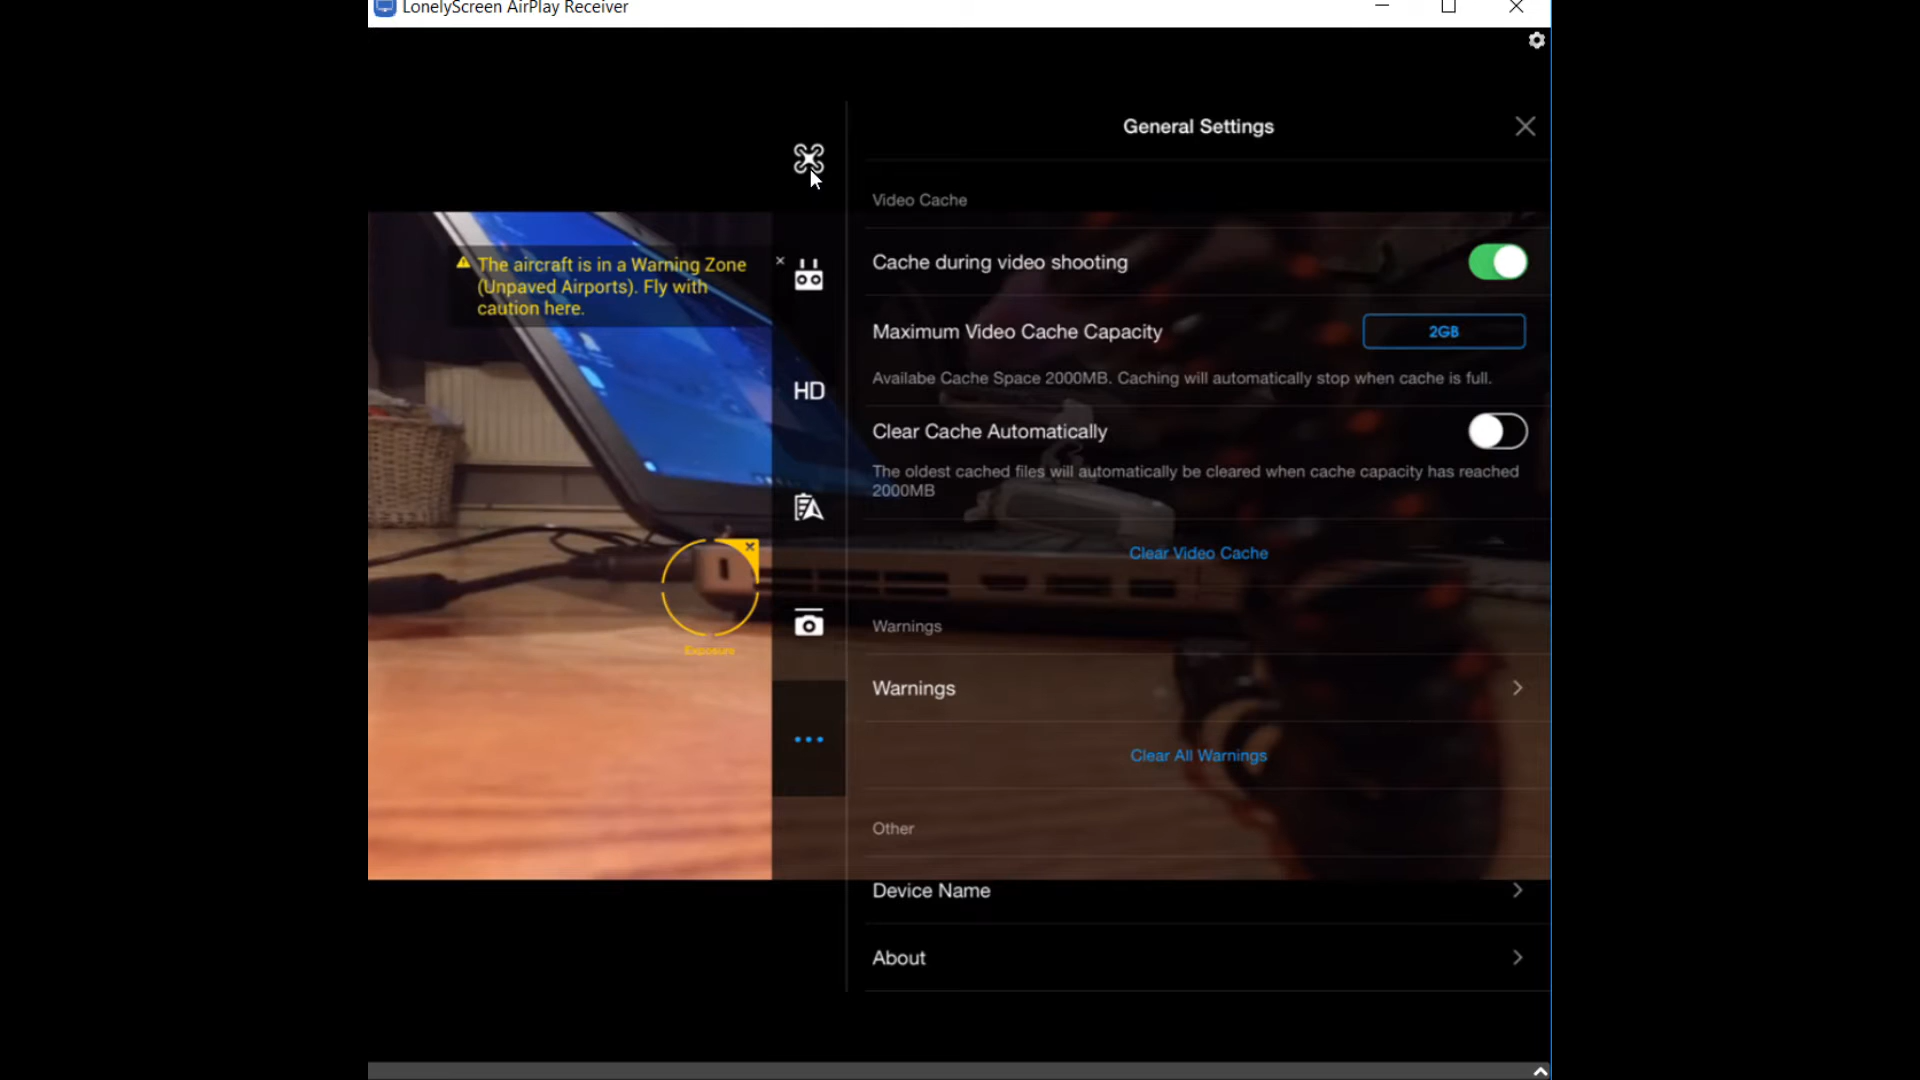 LonelyScreen AirPlay Receiver
General Settings
Video Cache
The aircraft is in a Warning Zone
(Unpaved Airports). Fly with
caution here.
Cache during video shooting
Maximum Video Cache Capacity
2GB
Availabe Cache Space 2000MB. Caching will automatically stop when cache is full.
HD
Clear Cache Automatically
The oldest cached files will automatically be cleared when cache capacity has reached
2000MB
Clear Video Cache
Exposure
Warnings
Warnings
Clear All Warnings
Other
Device Name
About